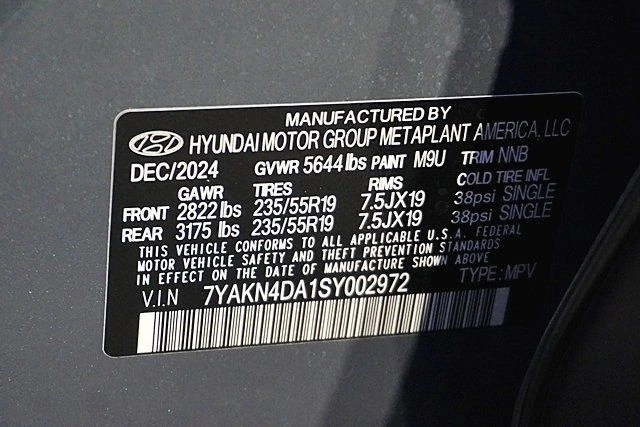 MANUFACTURED BY
HYUNDAI MOTOR GROUP METAPLANT AMERICA, LLC
DEC/2024 GVWR 5644 lbs PAINT M9U TRIM NNB
GAWR TIRES RIMS COLD TIRE INFL
FRONT 2822 lbs 235/55R19 7.5JX19 38psi SINGLE
REAR 3175 lbs 235/55R19 7.5JX19 38psi SINGLE
THIS VEHICLE CONFORMS TO ALL APPLICABLE U.S.A. FEDERAL
MOTOR VEHICLE SAFETY AND THEFT PREVENTION STANDARDS
IN EFFECT ON THE DATE OF MANUFACTURE SHOWN ABOVE
V.I.N 7YAKN4DA1SY002972 TYPE: MPV